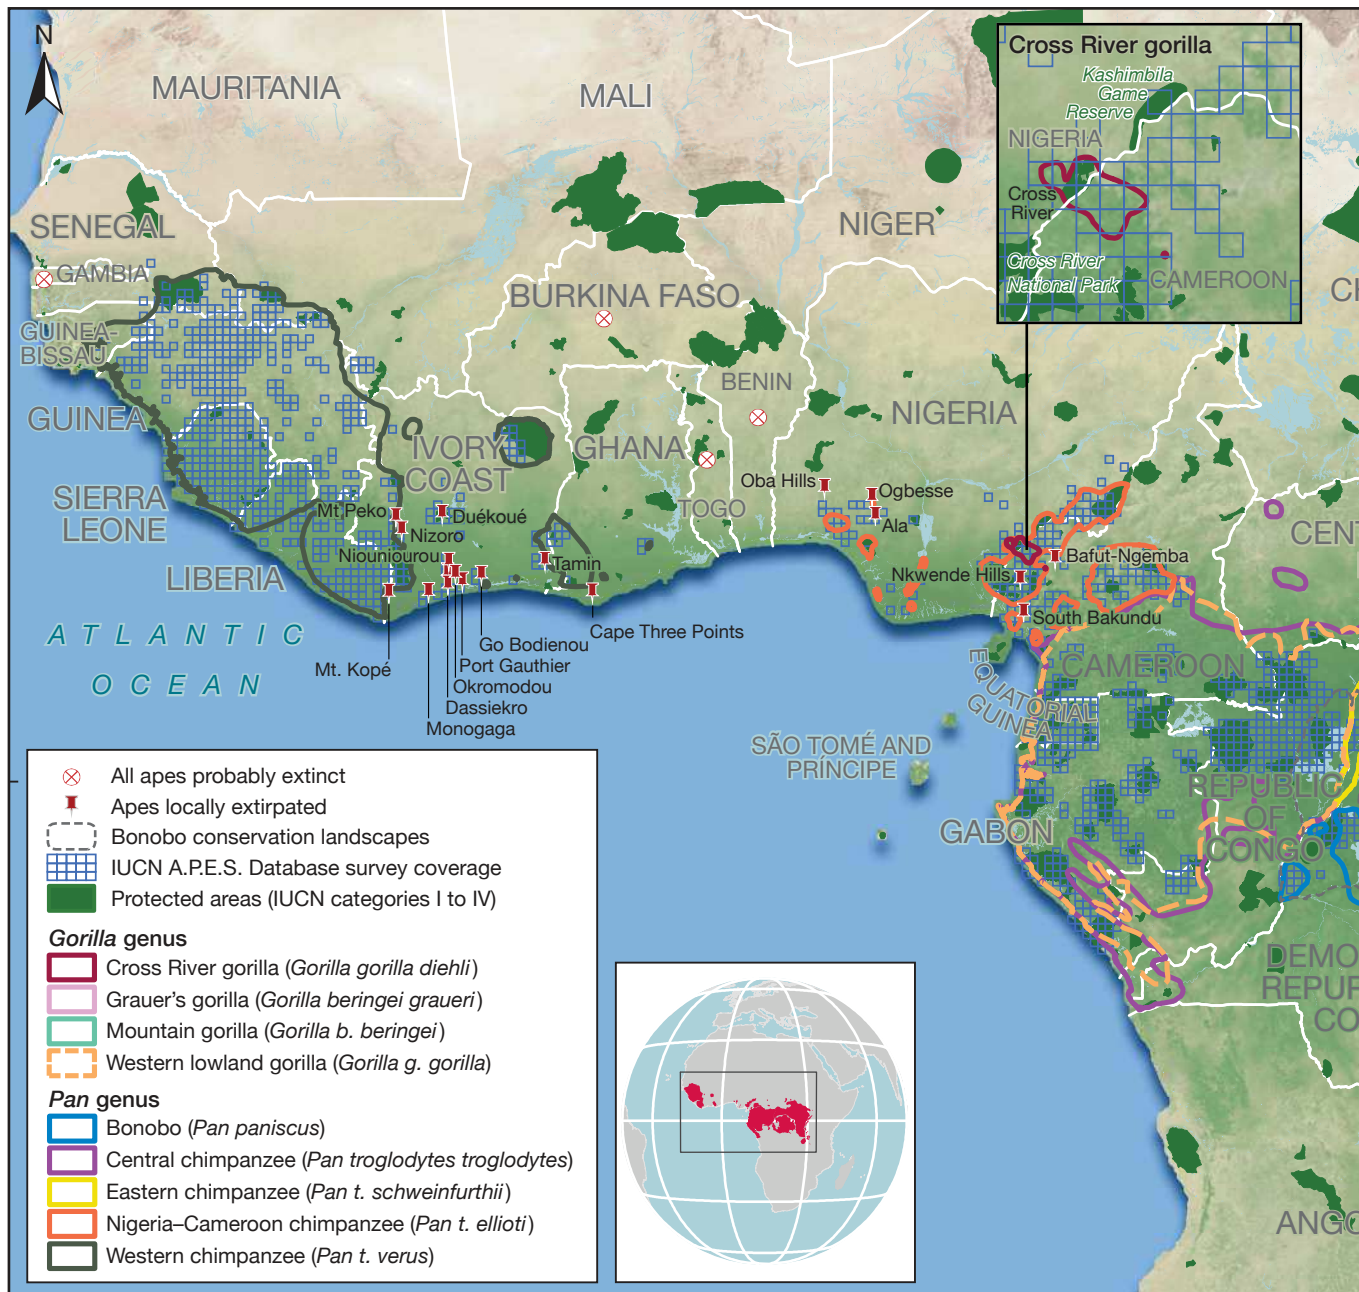 N
MAURITANIA
MALI
NIGER
SENEGAL
GAMBIA
GUINEA-
BISSAU
GUINEA
SIERRA
LEONE
LIBERIA
IVORY
COAST
BURKINA FASO
GHANA
TOGO
BENIN
NIGERIA
CAMEROON
EQUATORIAL
GUINEA
SÃO TOMÉ AND
PRÍNCIPE
GABON
REPUBLIC
OF
CONGO
CENT
DEMO
REPUB
CO
ANGO
ATLANTIC
OCEAN
Mt Peko
Nizoro
Duékoué
Niouniourou
Tamin
Mt. Kopé
Cape Three Points
Go Bodienou
Port Gauthier
Okromodou
Dassiekro
Monogaga
Oba Hills
Ogbesse
Ala
Nkwende Hills
Bafut-Ngemba
South Bakundu
Cross River gorilla
Kashimbila
Game
Reserve
NIGERIA
Cross
River
Cross River
National Park
CAMEROON
All apes probably extinct
Apes locally extirpated
Bonobo conservation landscapes
IUCN A.P.E.S. Database survey coverage
Protected areas (IUCN categories I to IV)
Gorilla genus
Cross River gorilla (Gorilla gorilla diehli)
Grauer's gorilla (Gorilla beringei graueri)
Mountain gorilla (Gorilla b. beringei)
Western lowland gorilla (Gorilla g. gorilla)
Pan genus
Bonobo (Pan paniscus)
Central chimpanzee (Pan troglodytes troglodytes)
Eastern chimpanzee (Pan t. schweinfurthii)
Nigeria–Cameroon chimpanzee (Pan t. ellioti)
Western chimpanzee (Pan t. verus)